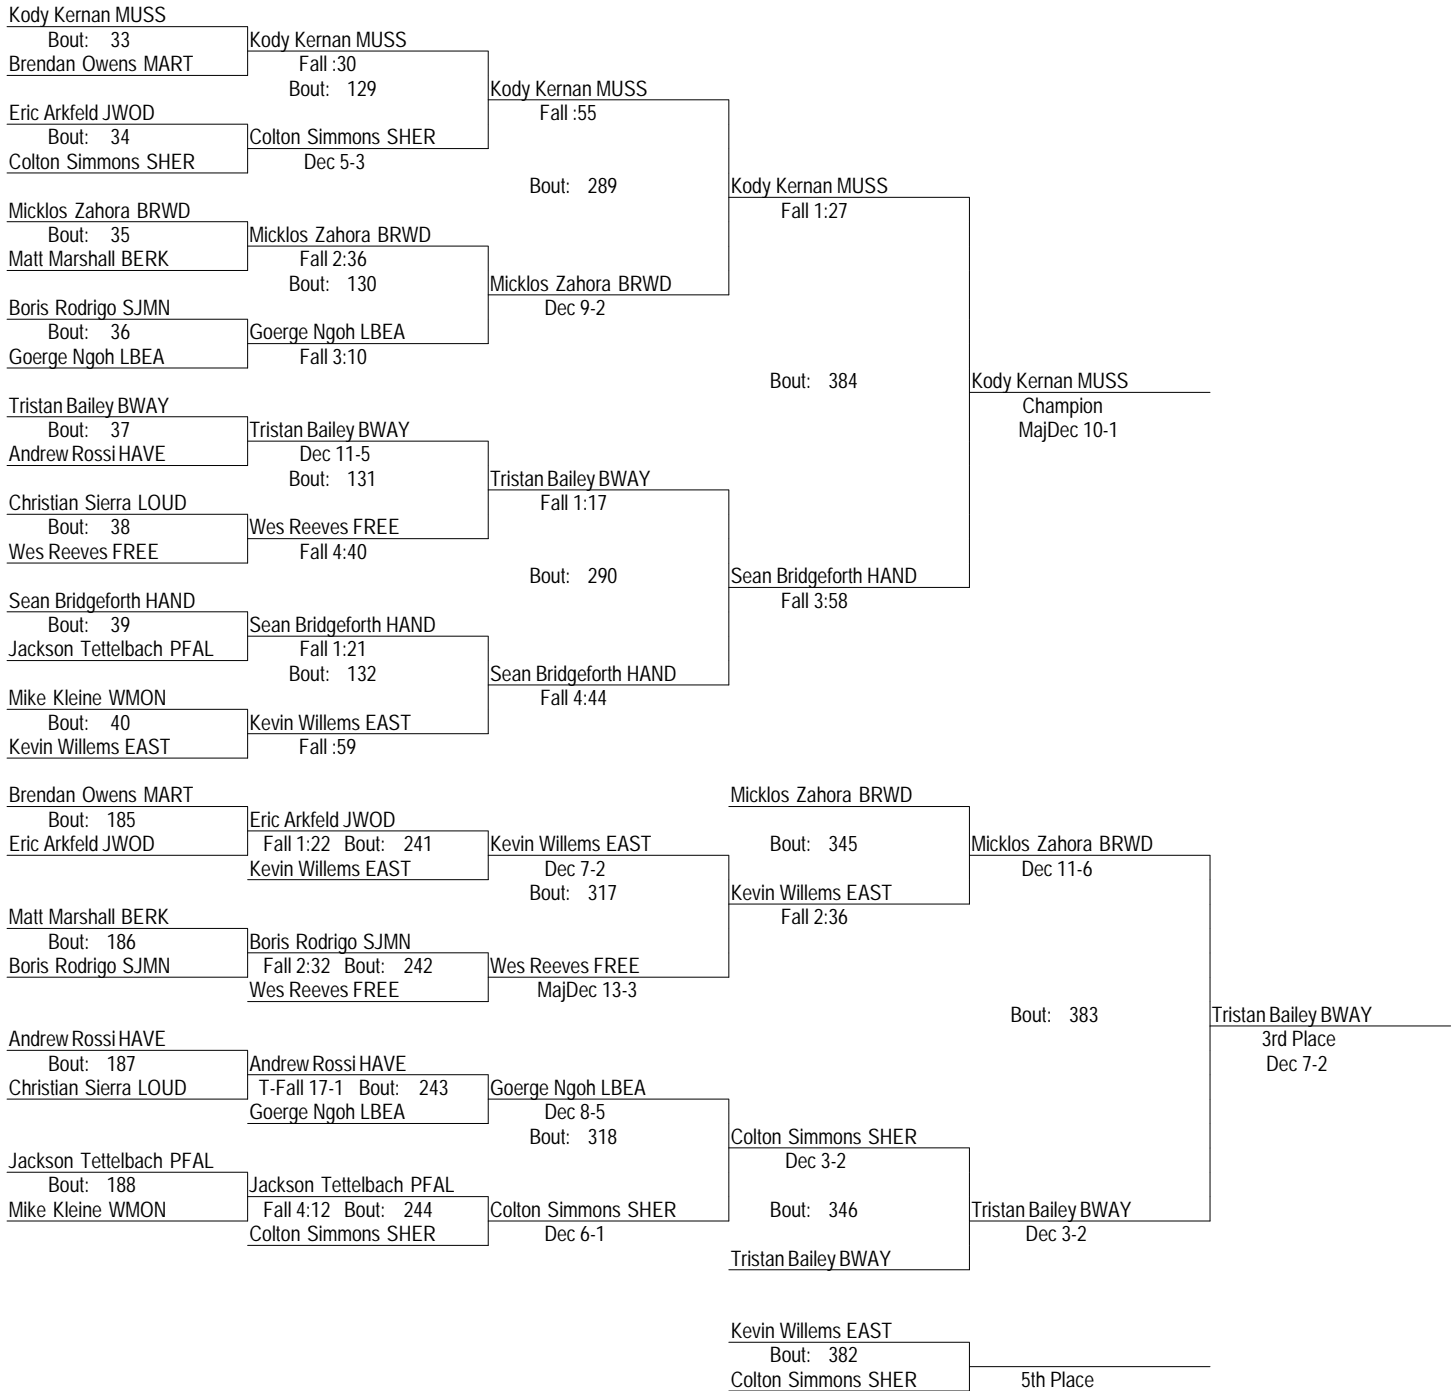 Kody Kernan MUSS
Bout: 33
Kody Kernan MUSS
Brendan Owens MART
Fall :30
Bout: 129
Kody Kernan MUSS
Eric Arkfeld JWOD
Fall :55
Bout: 34
Colton Simmons SHER
Colton Simmons SHER
Dec 5-3
Bout: 289
Kody Kernan MUSS
Micklos Zahora BRWD
Fall 1:27
Bout: 35
Micklos Zahora BRWD
Matt Marshall BERK
Fall 2:36
Bout: 130
Micklos Zahora BRWD
Boris Rodrigo SJMN
Dec 9-2
Bout: 36
Goerge Ngoh LBEA
Goerge Ngoh LBEA
Fall 3:10
Bout: 384
Kody Kernan MUSS
Tristan Bailey BWAY
Champion
Bout: 37
Tristan Bailey BWAY
MajDec 10-1
Andrew Rossi HAVE
Dec 11-5
Bout: 131
Tristan Bailey BWAY
Christian Sierra LOUD
Fall 1:17
Bout: 38
Wes Reeves FREE
Wes Reeves FREE
Fall 4:40
Bout: 290
Sean Bridgeforth HAND
Sean Bridgeforth HAND
Fall 3:58
Bout: 39
Sean Bridgeforth HAND
Jackson Tettelbach PFAL
Fall 1:21
Bout: 132
Sean Bridgeforth HAND
Mike Kleine WMON
Fall 4:44
Bout: 40
Kevin Willems EAST
Kevin Willems EAST
Fall :59
Brendan Owens MART
Micklos Zahora BRWD
Bout: 185
Eric Arkfeld JWOD
Eric Arkfeld JWOD
Fall 1:22 Bout: 241
Kevin Willems EAST
Bout: 345
Micklos Zahora BRWD
Kevin Willems EAST
Dec 7-2
Dec 11-6
Bout: 317
Kevin Willems EAST
Matt Marshall BERK
Fall 2:36
Bout: 186
Boris Rodrigo SJMN
Boris Rodrigo SJMN
Fall 2:32 Bout: 242
Wes Reeves FREE
Wes Reeves FREE
MajDec 13-3
Bout: 383
Tristan Bailey BWAY
Andrew Rossi HAVE
3rd Place
Bout: 187
Andrew Rossi HAVE
Dec 7-2
Christian Sierra LOUD
T-Fall 17-1 Bout: 243
Goerge Ngoh LBEA
Goerge Ngoh LBEA
Dec 8-5
Bout: 318
Colton Simmons SHER
Jackson Tettelbach PFAL
Dec 3-2
Bout: 188
Jackson Tettelbach PFAL
Mike Kleine WMON
Fall 4:12 Bout: 244
Colton Simmons SHER
Bout: 346
Tristan Bailey BWAY
Colton Simmons SHER
Dec 6-1
Dec 3-2
Tristan Bailey BWAY
Kevin Willems EAST
Bout: 382
Colton Simmons SHER
5th Place